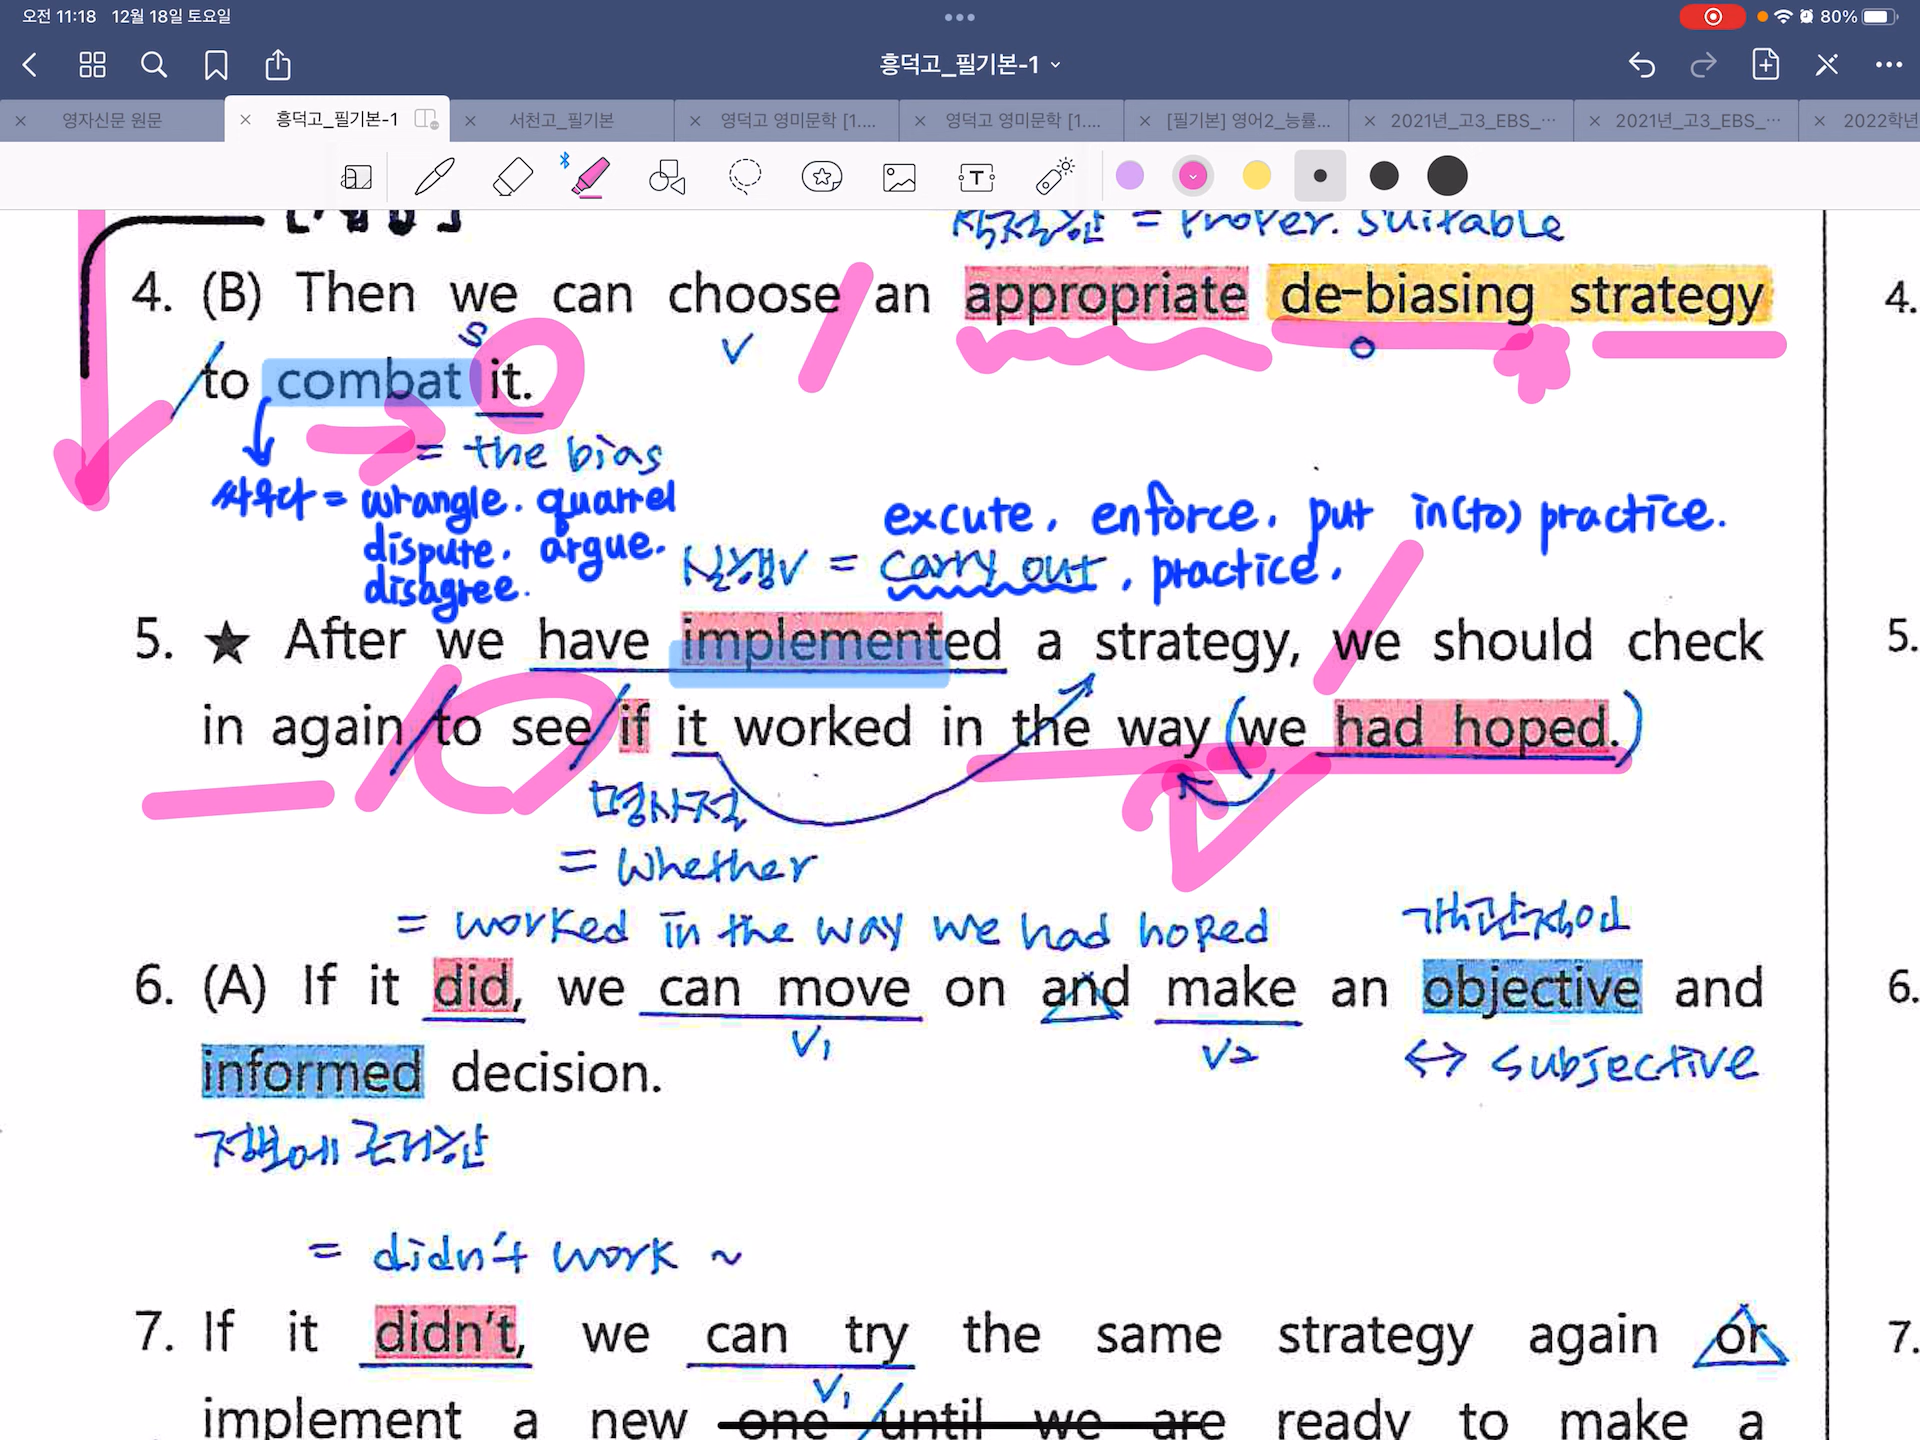 오전 11:18 12월 18일 토요일
80%
흥덕고_필기본-1
영자신문 원문
흥덕고_필기본-1
서천고_필기본
영덕고 영미문학 [1....
영덕고 영미문학 [1....
[필기본] 영어2_능률...
2021년_고3_EBS_...
2021년_고3_EBS_...
2022학년
적절한 = Proper. suitable
4. (B) Then we can choose an appropriate de-biasing strategy
S
V
O
to combat it.
= the bias
싸우다 = wrangle. quarrel
dispute. argue.
disagree.
excute. enforce. put in(to) practice.
실행V = carry out, practice.
5. ★ After we have implemented a strategy, we should check
in again to see if it worked in the way (we had hoped.)
명사절
= Whether
= worked in the way we had hoped
객관적인
6. (A) If it did, we can move on and make an objective and
V1
V2
↔ subjective
informed decision.
정보에 근거한
= didn't work ~
7. If it didn't, we can try the same strategy again or
V1
implement a new one until we are ready to make a
4.
5.
6.
7.